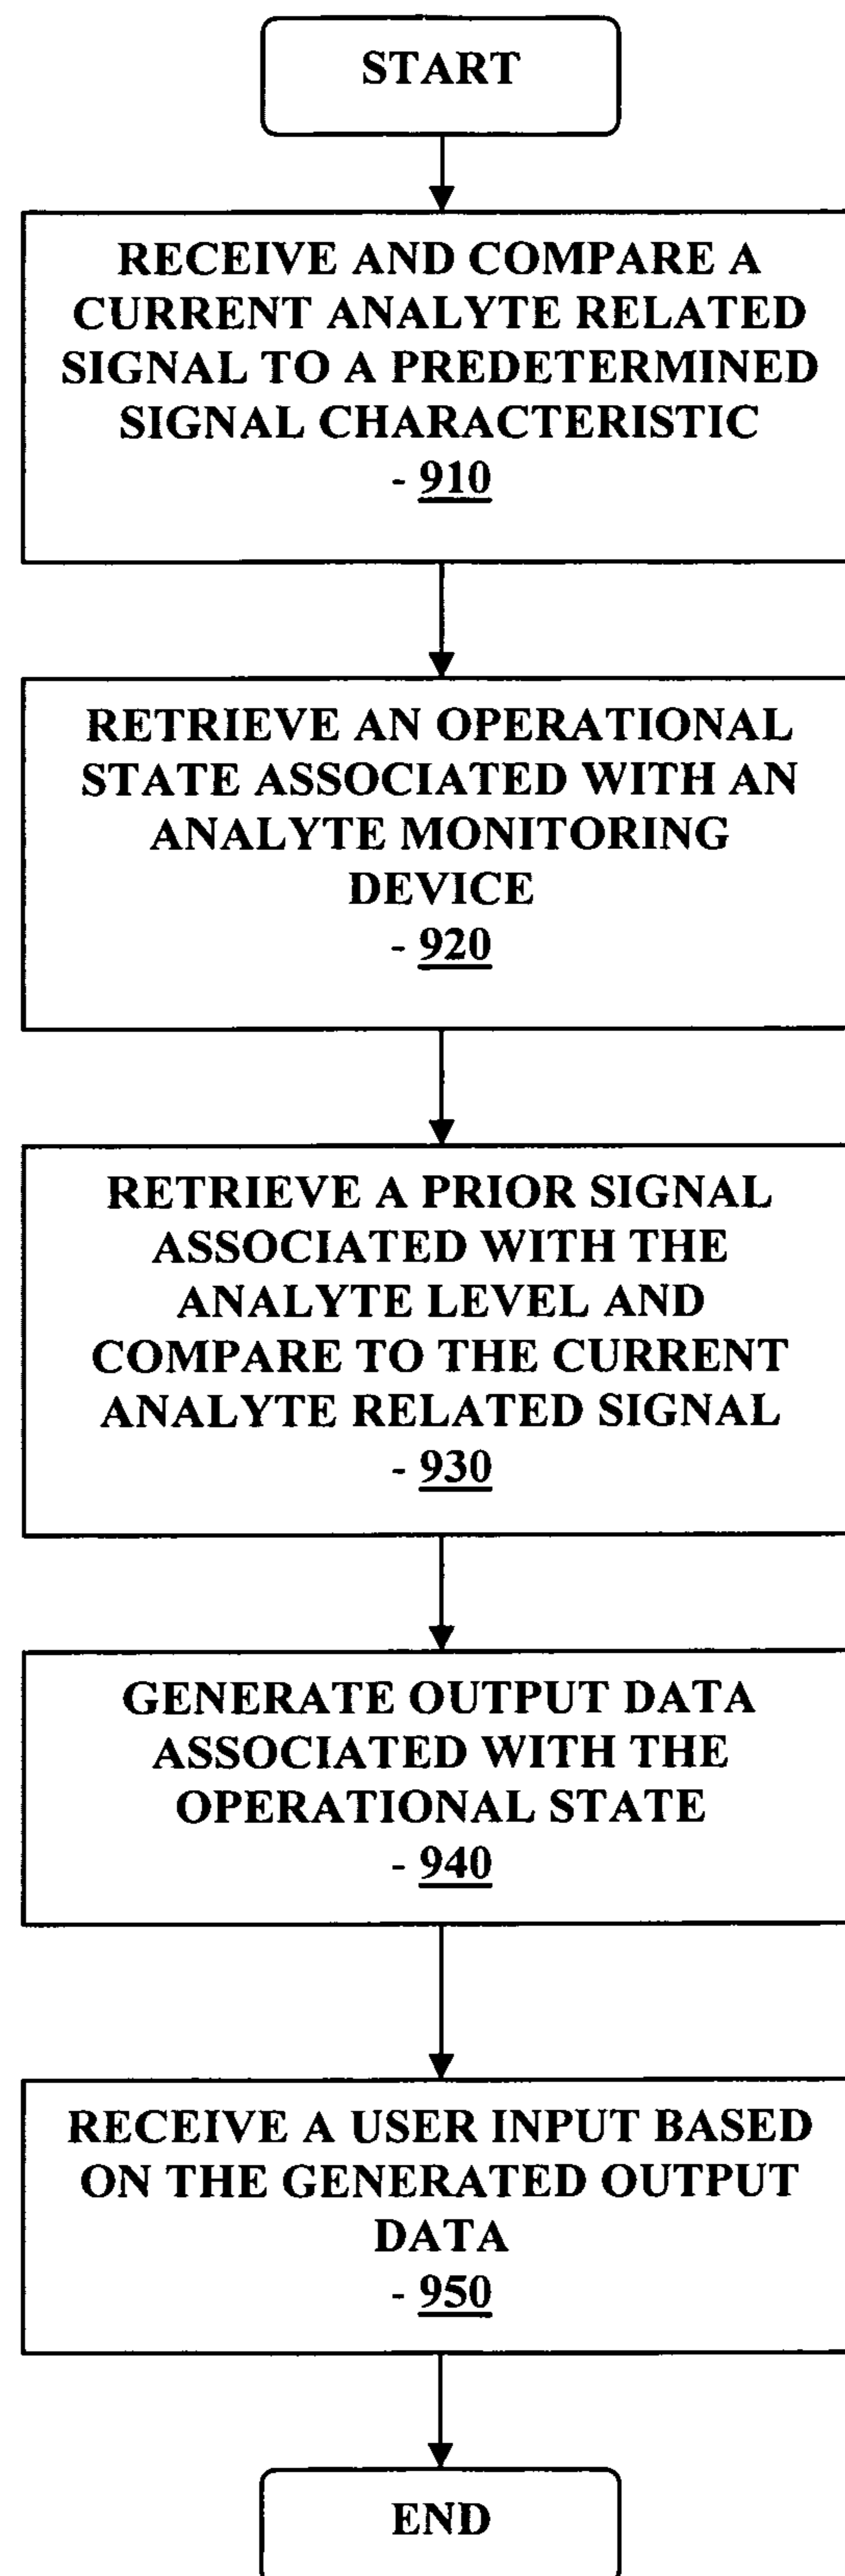 START
RECEIVE AND COMPARE A
CURRENT ANALYTE RELATED
SIGNAL TO A PREDETERMINED
SIGNAL CHARACTERISTIC
- 910
RETRIEVE AN OPERATIONAL
STATE ASSOCIATED WITH AN
ANALYTE MONITORING
DEVICE
- 920
RETRIEVE A PRIOR SIGNAL
ASSOCIATED WITH THE
ANALYTE LEVEL AND
COMPARE TO THE CURRENT
ANALYTE RELATED SIGNAL
- 930
GENERATE OUTPUT DATA
ASSOCIATED WITH THE
OPERATIONAL STATE
- 940
RECEIVE A USER INPUT BASED
ON THE GENERATED OUTPUT
DATA
- 950
END